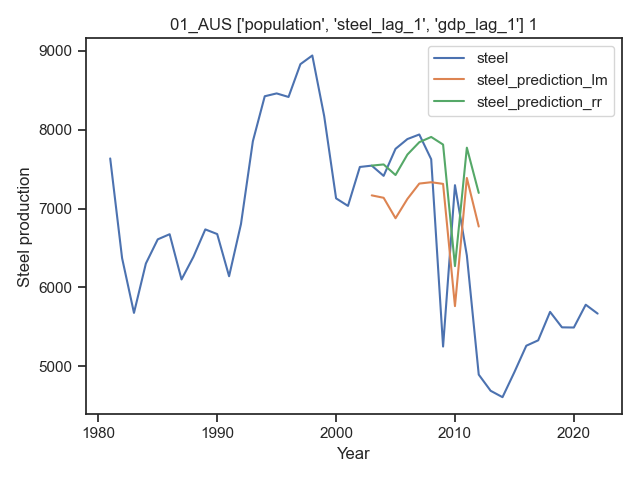 01_AUS ['population', 'steel_lag_1', 'gdp_lag_1'] 1
steel
steel_prediction_lm
steel_prediction_rr
9000
8000
7000
6000
5000
Steel production
1980
1990
2000
2010
2020
Year